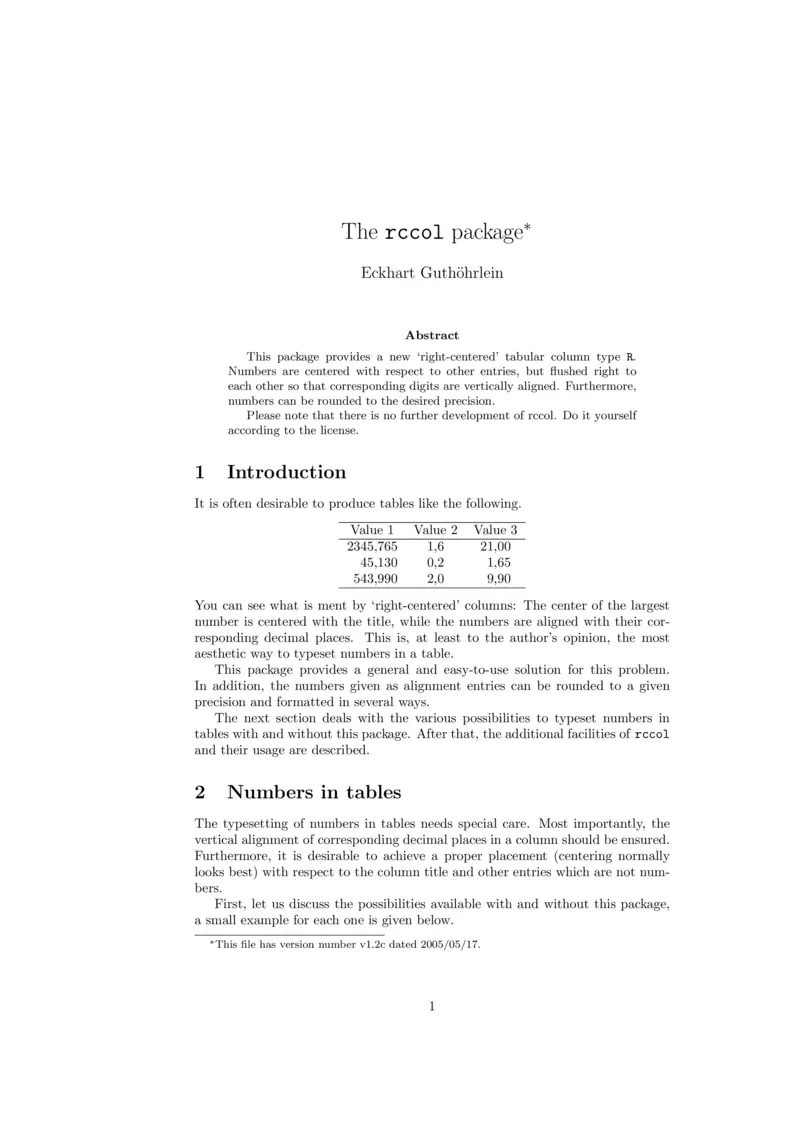 The rccol package*
Eckhart Guthöhrlein
Abstract
This package provides a new ‘right-centered’ tabular column type R.
Numbers are centered with respect to other entries, but flushed right to
each other so that corresponding digits are vertically aligned. Furthermore,
numbers can be rounded to the desired precision.
Please note that there is no further development of rccol. Do it yourself
according to the license.
1 Introduction
It is often desirable to produce tables like the following.
Value 1 Value 2 Value 3
2345,765 1,6 21,00
45,130 0,2 1,65
543,990 2,0 9,90
You can see what is ment by ‘right-centered’ columns: The center of the largest
number is centered with the title, while the numbers are aligned with their cor-
responding decimal places. This is, at least to the author’s opinion, the most
aesthetic way to typeset numbers in a table.
This package provides a general and easy-to-use solution for this problem.
In addition, the numbers given as alignment entries can be rounded to a given
precision and formatted in several ways.
The next section deals with the various possibilities to typeset numbers in
tables with and without this package. After that, the additional facilities of rccol
and their usage are described.
2 Numbers in tables
The typesetting of numbers in tables needs special care. Most importantly, the
vertical alignment of corresponding decimal places in a column should be ensured.
Furthermore, it is desirable to achieve a proper placement (centering normally
looks best) with respect to the column title and other entries which are not num-
bers.
First, let us discuss the possibilities available with and without this package,
a small example for each one is given below.
*This file has version number v1.2c dated 2005/05/17.
1